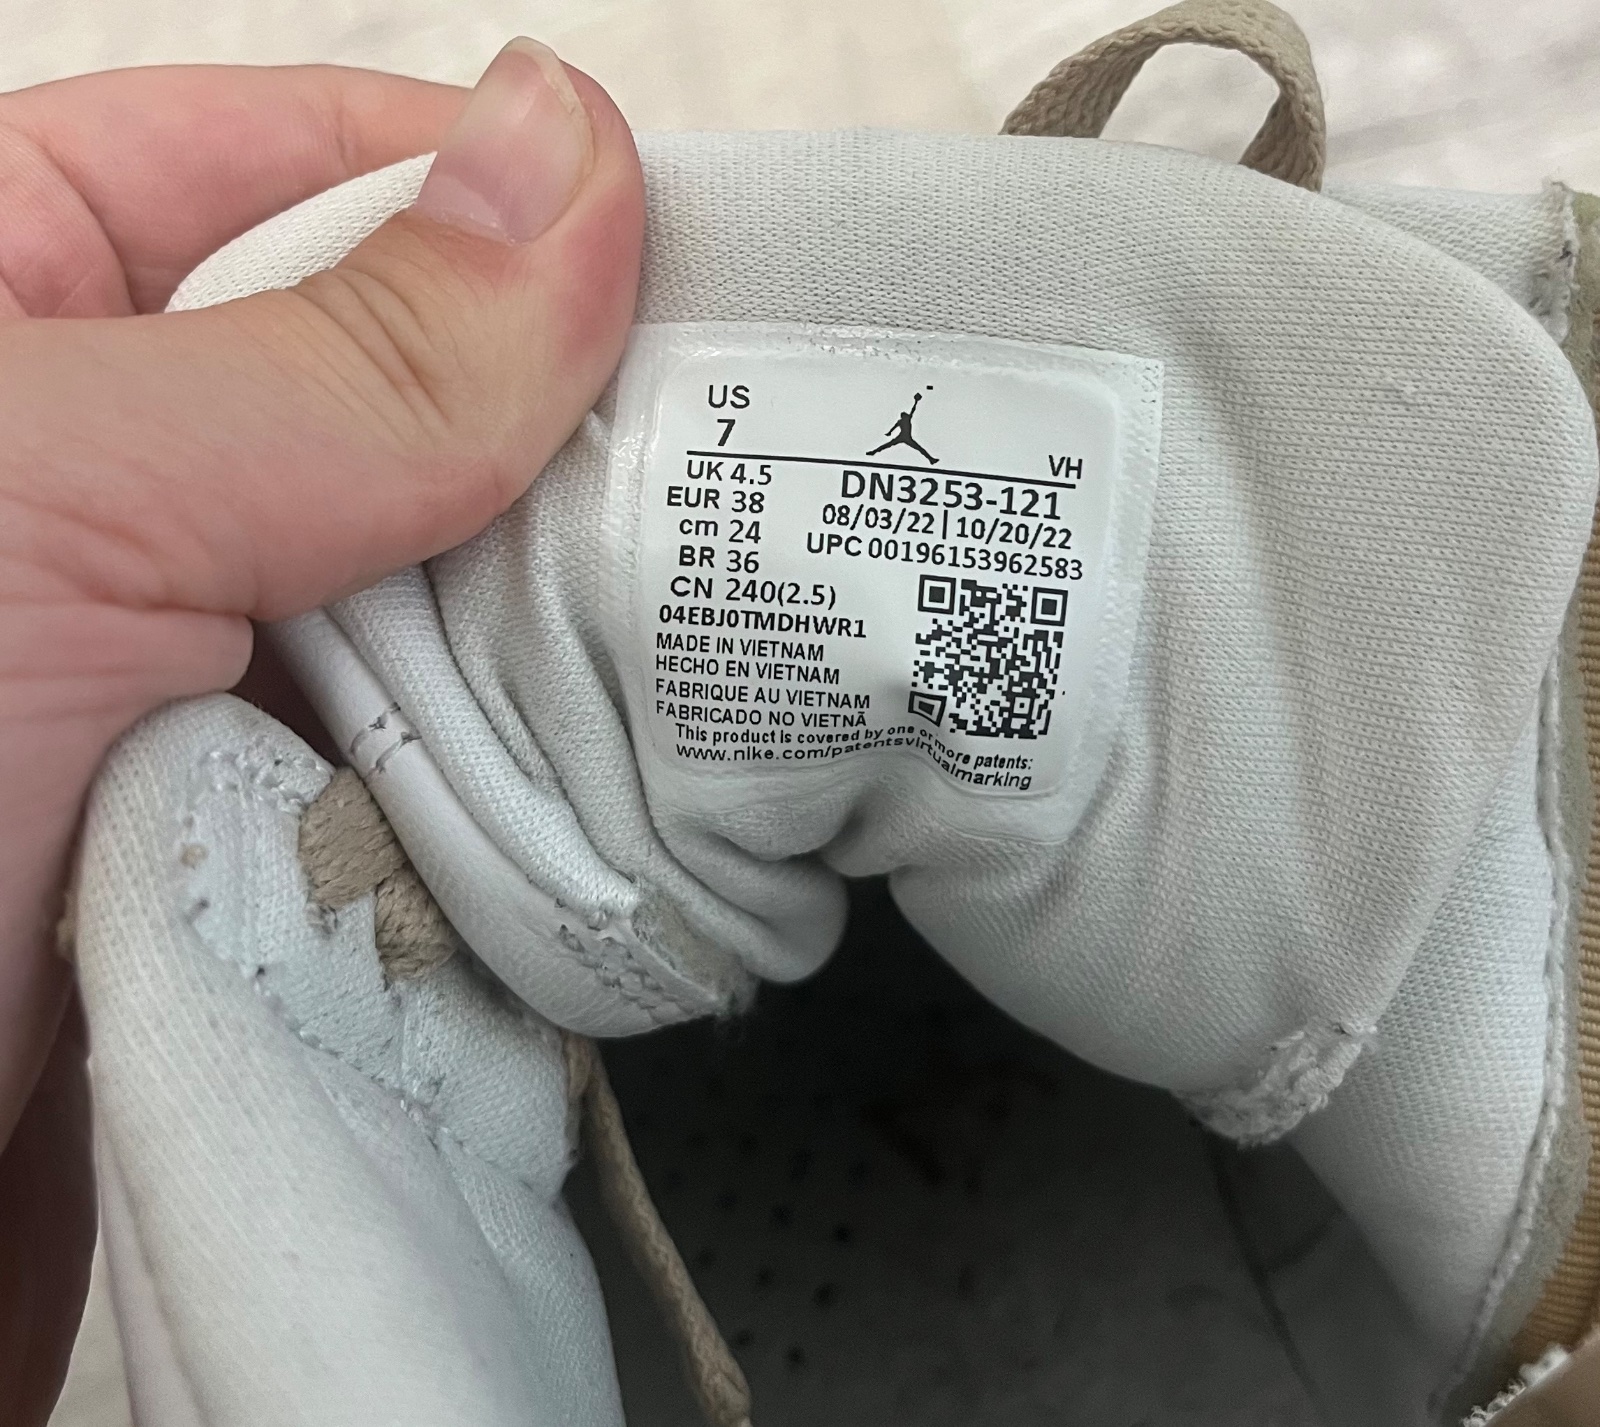 US
7
VH
UK 4.5
EUR 38
cm 24
BR 36
CN 240(2.5)
DN3253-121
08/03/22 | 10/20/22
UPC 00196153962583
04EBJ0TMDHWR1
MADE IN VIETNAM
HECHO EN VIETNAM
FABRIQUE AU VIETNAM
FABRICADO NO VIETNÃ
This product is covered by one or more patents:
www.nike.com/patentsvirtualmarking